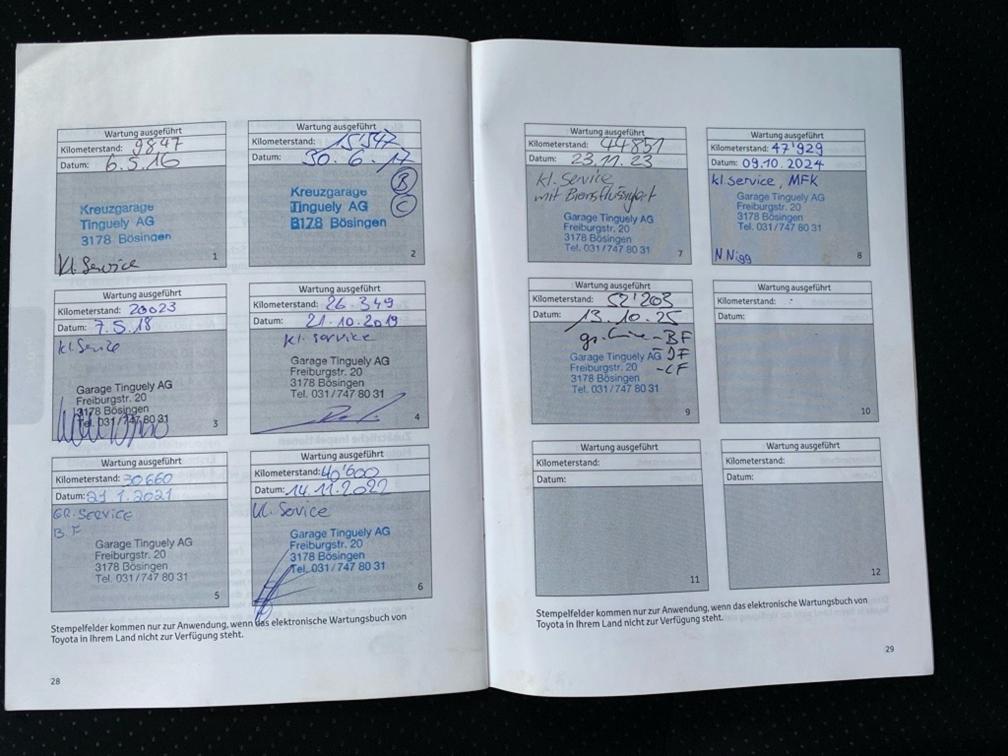 Wartung ausgeführt
Kilometerstand: 9847
Datum: 6.5.16
Kreuzgarage
Tinguely AG
3178 Bösingen
Kl. Service
1
Wartung ausgeführt
Kilometerstand: 15'547
Datum: 30.6.17
B
C
Kreuzgarage
Tinguely AG
3178 Bösingen
2
Wartung ausgeführt
Kilometerstand: 20023
Datum: 7.5.18
kl. Service
Garage Tinguely AG
Freiburgstr. 20
3178 Bösingen
Tel. 031/747 80 31
3
Wartung ausgeführt
Kilometerstand: 26.349
Datum: 21.10.2019
kl. service
Garage Tinguely AG
Freiburgstr. 20
3178 Bösingen
Tel. 031/747 80 31
4
Wartung ausgeführt
Kilometerstand: 30660
Datum: 21.1.2021
GR. SERVICE
B F
Garage Tinguely AG
Freiburgstr. 20
3178 Bösingen
Tel. 031/747 80 31
5
Wartung ausgeführt
Kilometerstand: 40'600
Datum: 14.11.2022
kl. Service
Garage Tinguely AG
Freiburgstr. 20
3178 Bösingen
Tel. 031/747 80 31
6
Stempelfelder kommen nur zur Anwendung, wenn das elektronische Wartungsbuch von
Toyota in Ihrem Land nicht zur Verfügung steht.
28
Wartung ausgeführt
Kilometerstand: 44851
Datum: 23.11.23
kl. Service
mit Bremsflüssigkeit
Garage Tinguely AG
Freiburgstr. 20
3178 Bösingen
Tel. 031/747 80 31
7
Wartung ausgeführt
Kilometerstand: 47'929
Datum: 09.10.2024
kl. service, MFK
Garage Tinguely AG
Freiburgstr. 20
3178 Bösingen
Tel. 031/747 80 31
N. Nigg
8
Wartung ausgeführt
Kilometerstand: 52'203
Datum: 13.10.25
gr. - BF
Garage Tinguely AG
Freiburgstr. 20 - CF
3178 Bösingen
Tel. 031/747 80 31
9
Wartung ausgeführt
Kilometerstand:
Datum:
10
Wartung ausgeführt
Kilometerstand:
Datum:
11
Wartung ausgeführt
Kilometerstand:
Datum:
12
Stempelfelder kommen nur zur Anwendung, wenn das elektronische Wartungsbuch von
Toyota in Ihrem Land nicht zur Verfügung steht.
29